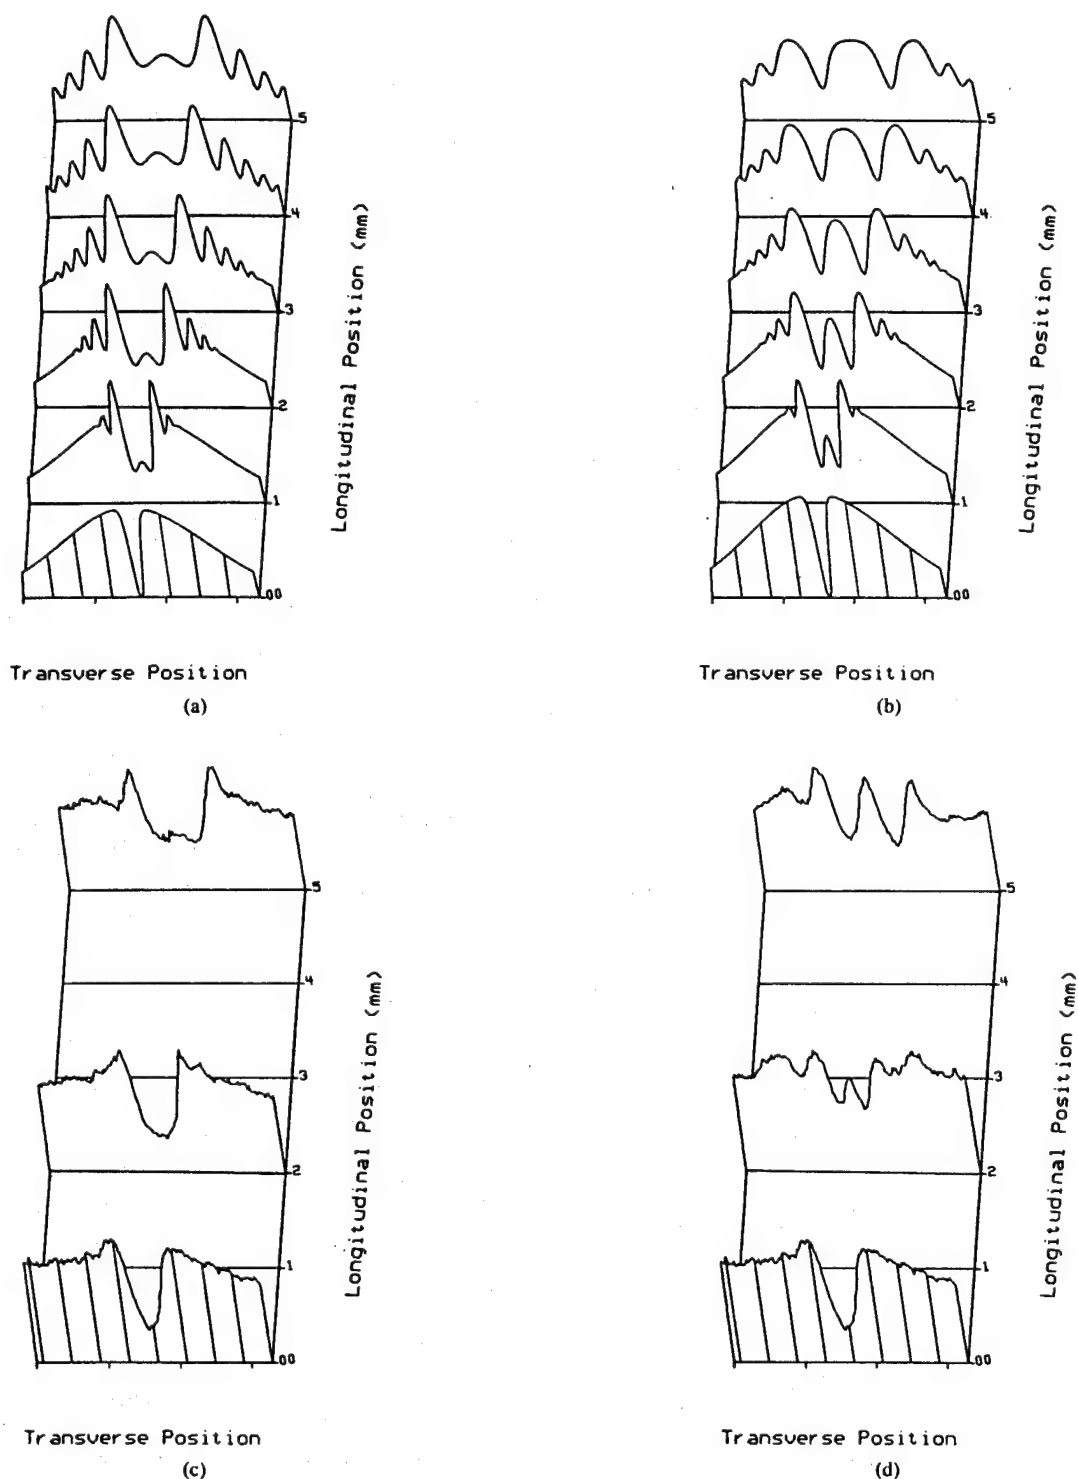 5
4
3
2
1
00
Longitudinal Position (mm)
Transverse Position
(a)
5
4
3
2
1
00
Longitudinal Position (mm)
Transverse Position
(b)
5
4
3
2
1
00
Longitudinal Position (mm)
Transverse Position
(c)
5
4
3
2
1
00
Longitudinal Position (mm)
Transverse Position
(d)